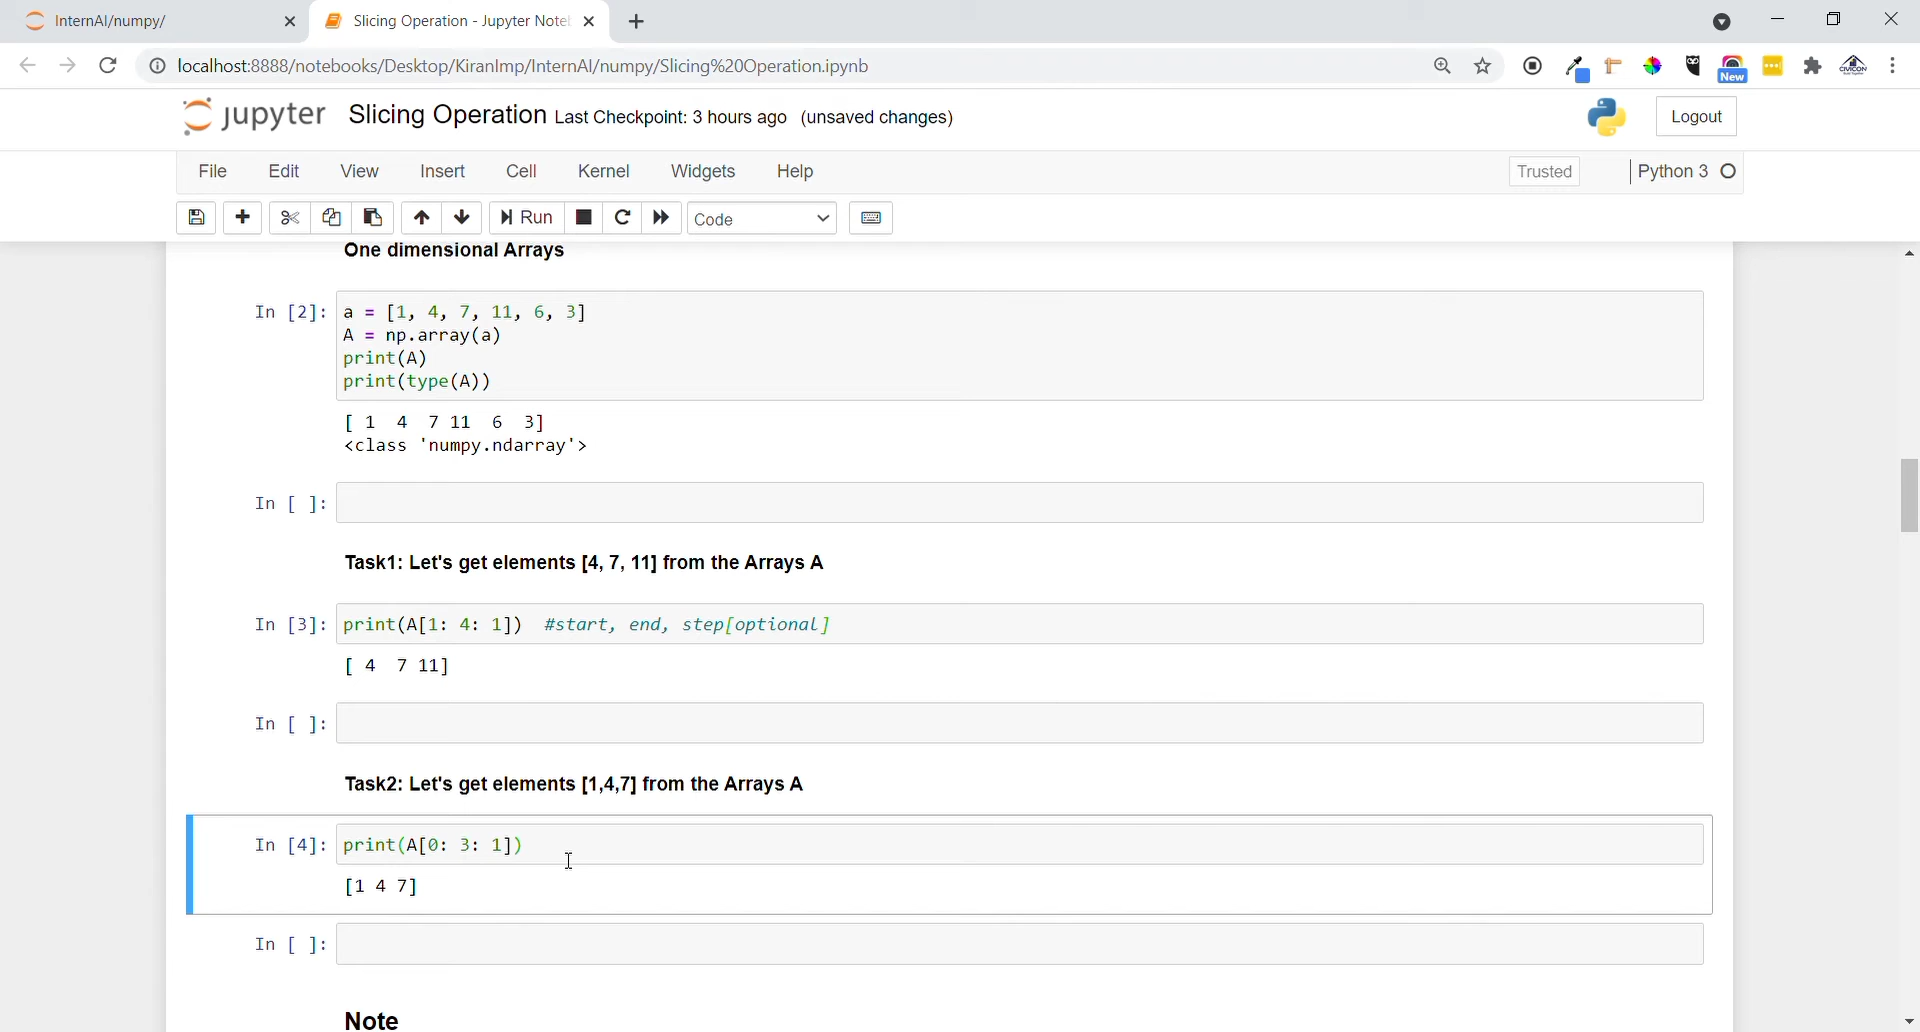 InternAI/numpy/
Slicing Operation - Jupyter Note
localhost:8888/notebooks/Desktop/KiranImp/InternAI/numpy/Slicing%20Operation.ipynb
New
CIVICON
jupyter Slicing Operation Last Checkpoint: 3 hours ago (unsaved changes)
Logout
File Edit View Insert Cell Kernel Widgets Help
Trusted
Python 3
Run
Code
One dimensional Arrays
In [2]: a = [1, 4, 7, 11, 6, 3]
A = np.array(a)
print(A)
print(type(A))
[ 1 4 7 11 6 3]
<class 'numpy.ndarray'>
In [ ]:
Task1: Let's get elements [4, 7, 11] from the Arrays A
In [3]: print(A[1: 4: 1]) #start, end, step[optional]
[ 4 7 11]
In [ ]:
Task2: Let's get elements [1,4,7] from the Arrays A
In [4]: print(A[0: 3: 1])
[1 4 7]
In [ ]:
Note